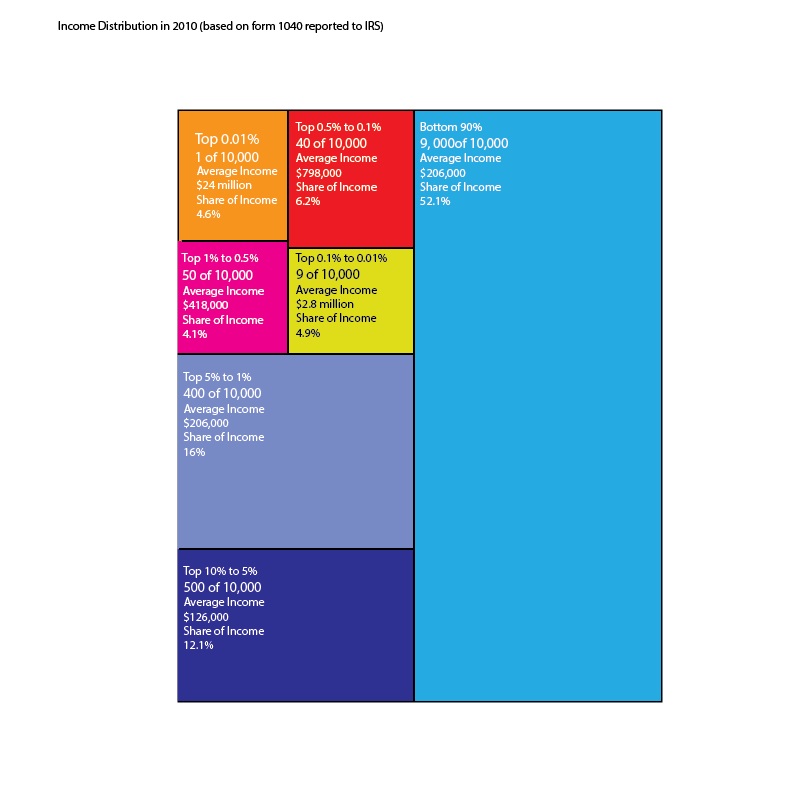 Income Distribution in 2010 (based on form 1040 reported to IRS)
Top 0.01%
1 of 10,000
Average Income
$24 million
Share of Income
4.6%
Top 0.5% to 0.1%
40 of 10,000
Average Income
$798,000
Share of Income
6.2%
Bottom 90%
9, 000of 10,000
Average Income
$206,000
Share of Income
52.1%
Top 1% to 0.5%
50 of 10,000
Average Income
$418,000
Share of Income
4.1%
Top 0.1% to 0.01%
9 of 10,000
Average Income
$2.8 million
Share of Income
4.9%
Top 5% to 1%
400 of 10,000
Average Income
$206,000
Share of Income
16%
Top 10% to 5%
500 of 10,000
Average Income
$126,000
Share of Income
12.1%